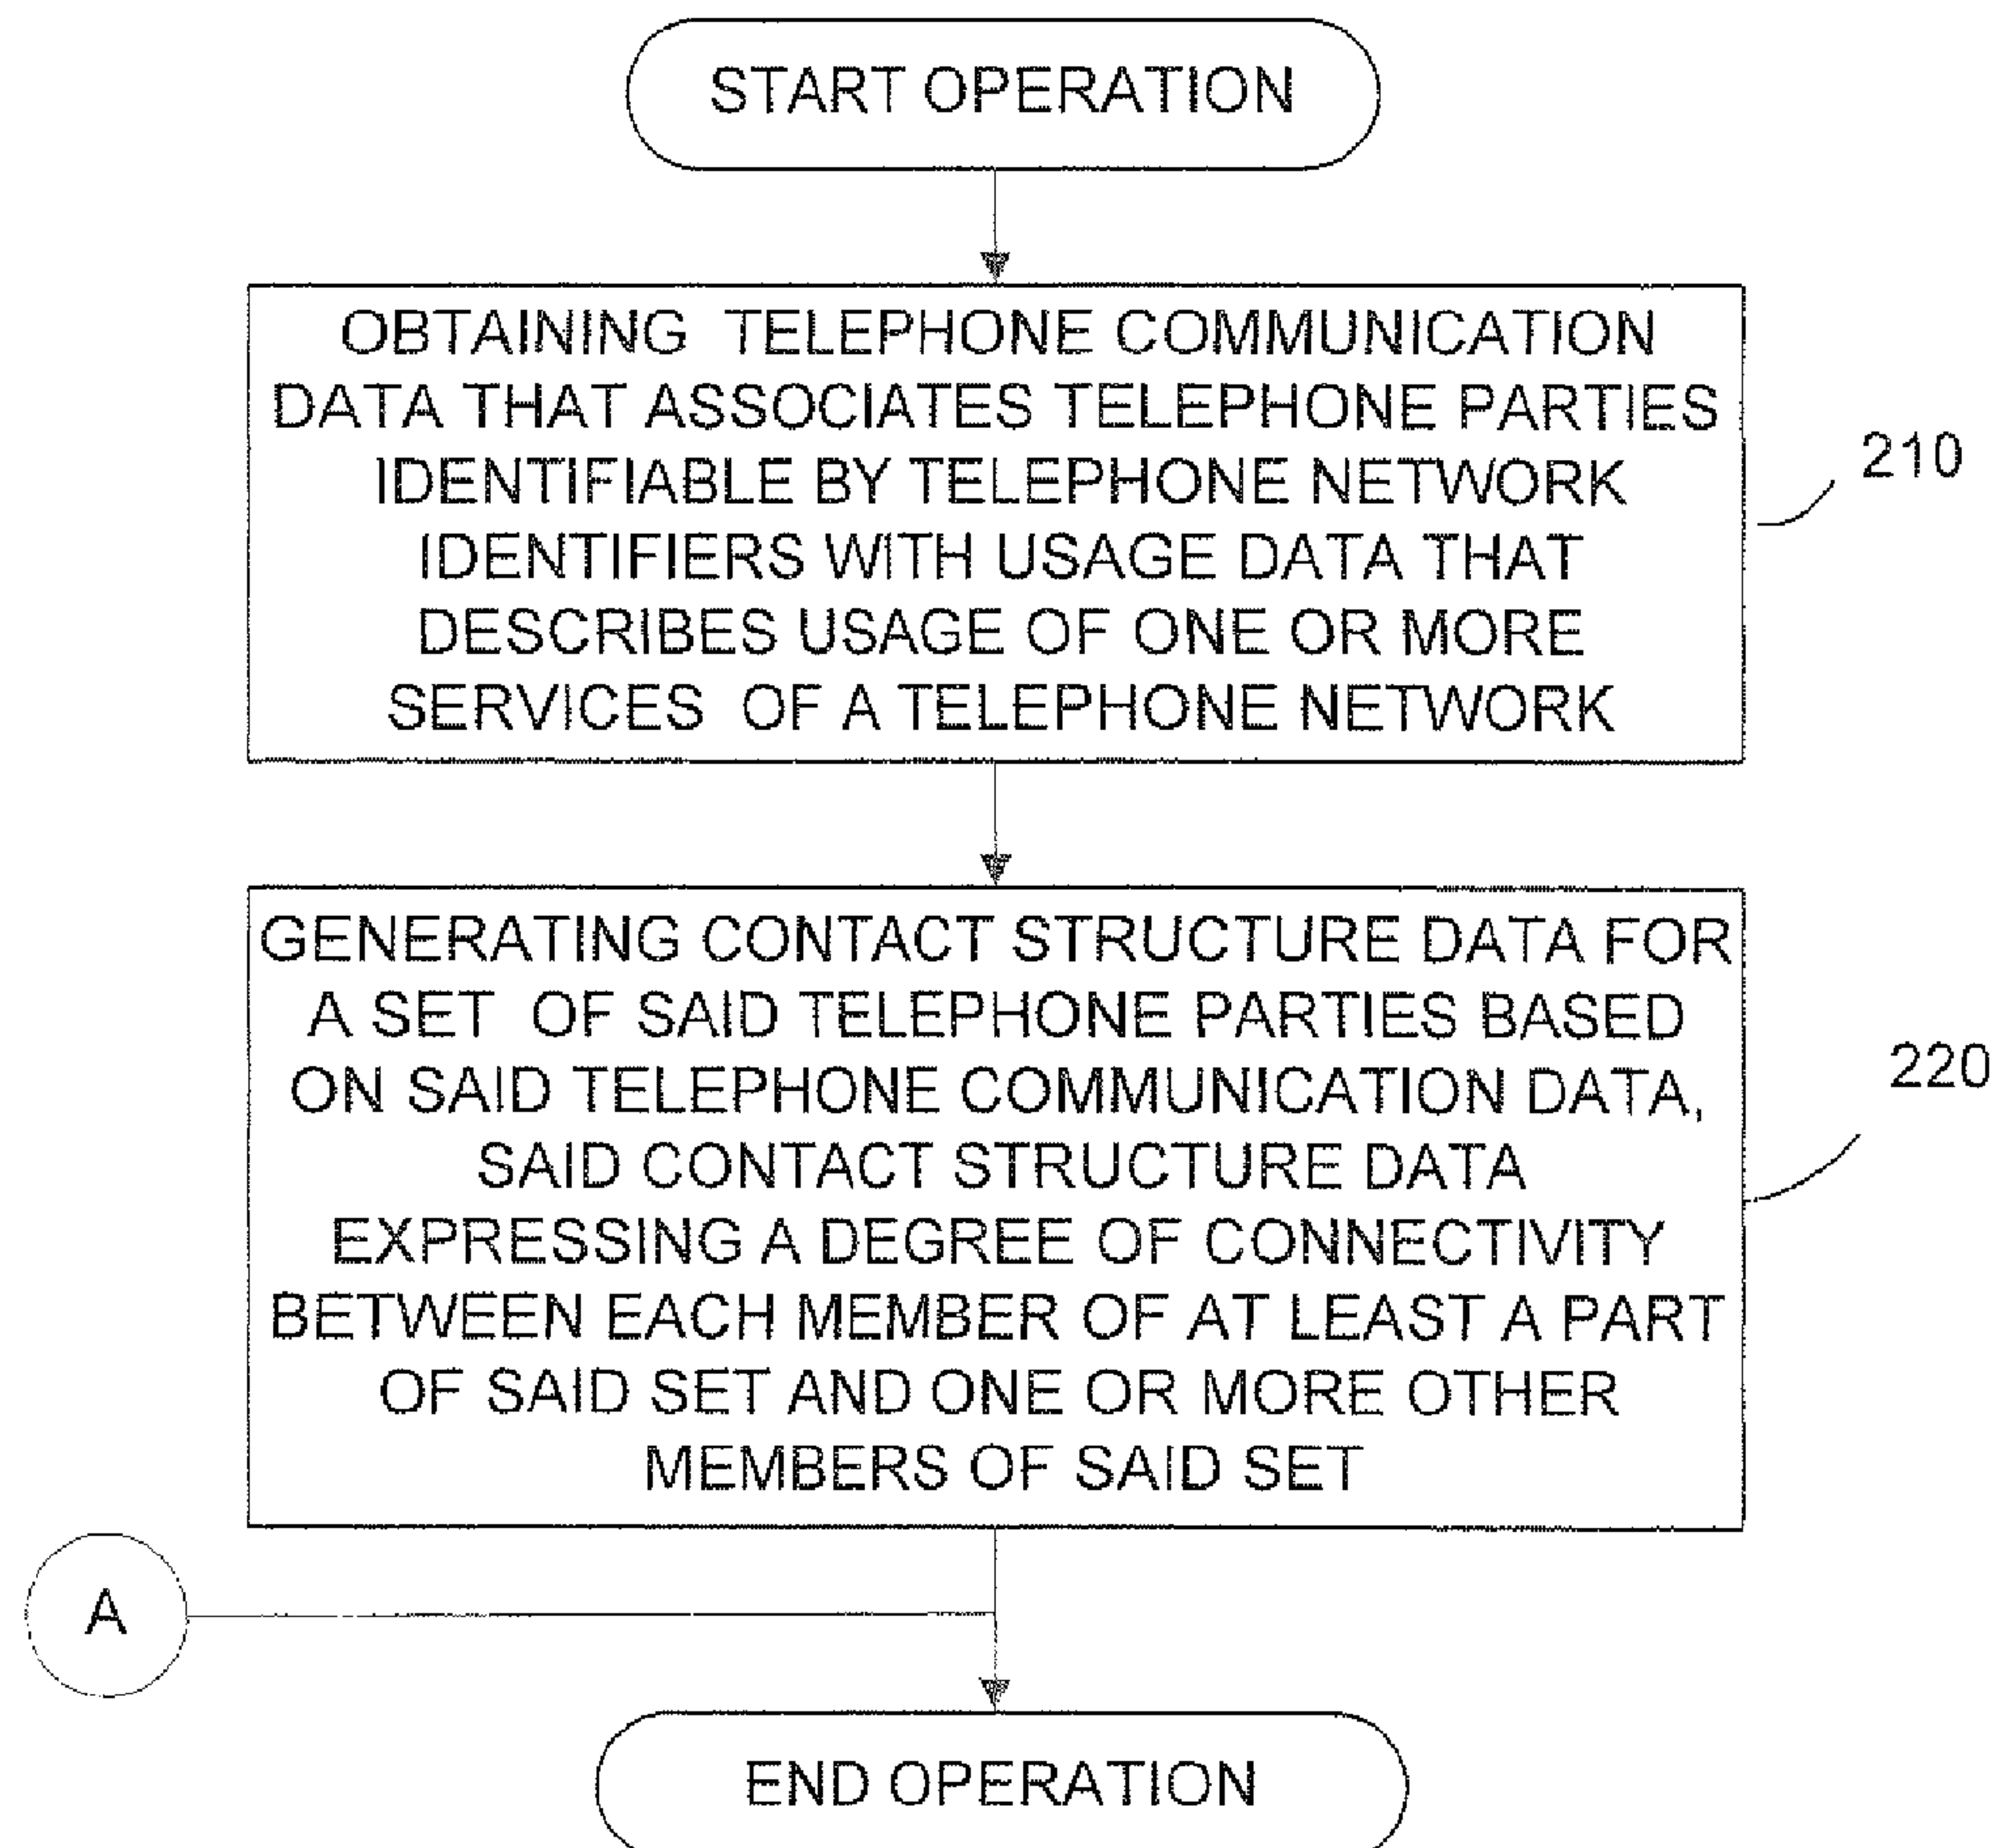 START OPERATION
OBTAINING TELEPHONE COMMUNICATION
DATA THAT ASSOCIATES TELEPHONE PARTIES
IDENTIFIABLE BY TELEPHONE NETWORK
IDENTIFIERS WITH USAGE DATA THAT
DESCRIBES USAGE OF ONE OR MORE
SERVICES OF A TELEPHONE NETWORK
210
GENERATING CONTACT STRUCTURE DATA FOR
A SET OF SAID TELEPHONE PARTIES BASED
ON SAID TELEPHONE COMMUNICATION DATA,
SAID CONTACT STRUCTURE DATA
EXPRESSING A DEGREE OF CONNECTIVITY
BETWEEN EACH MEMBER OF AT LEAST A PART
OF SAID SET AND ONE OR MORE OTHER
MEMBERS OF SAID SET
220
A
END OPERATION